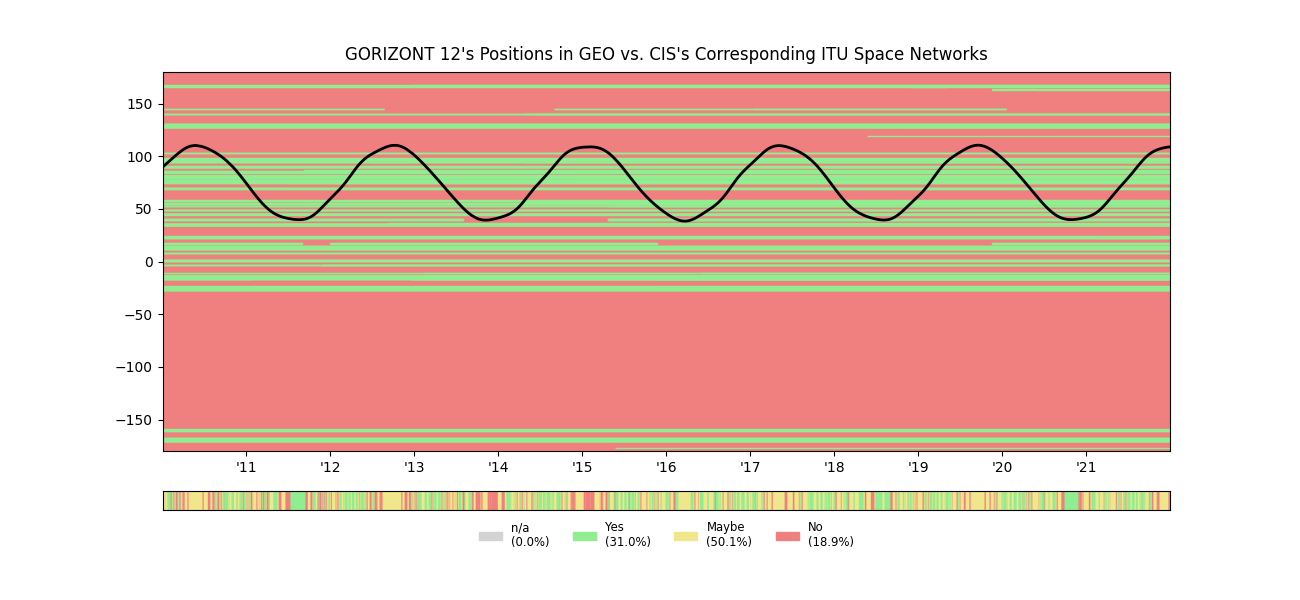 GORIZONT 12's Positions in GEO vs. CIS's Corresponding ITU Space Networks
150
100
50
0
−50
−100
−150
'11 '12 '13 '14 '15 '16 '17 '18 '19 '20 '21
n/a Yes Maybe No
(0.0%) (31.0%) (50.1%) (18.9%)